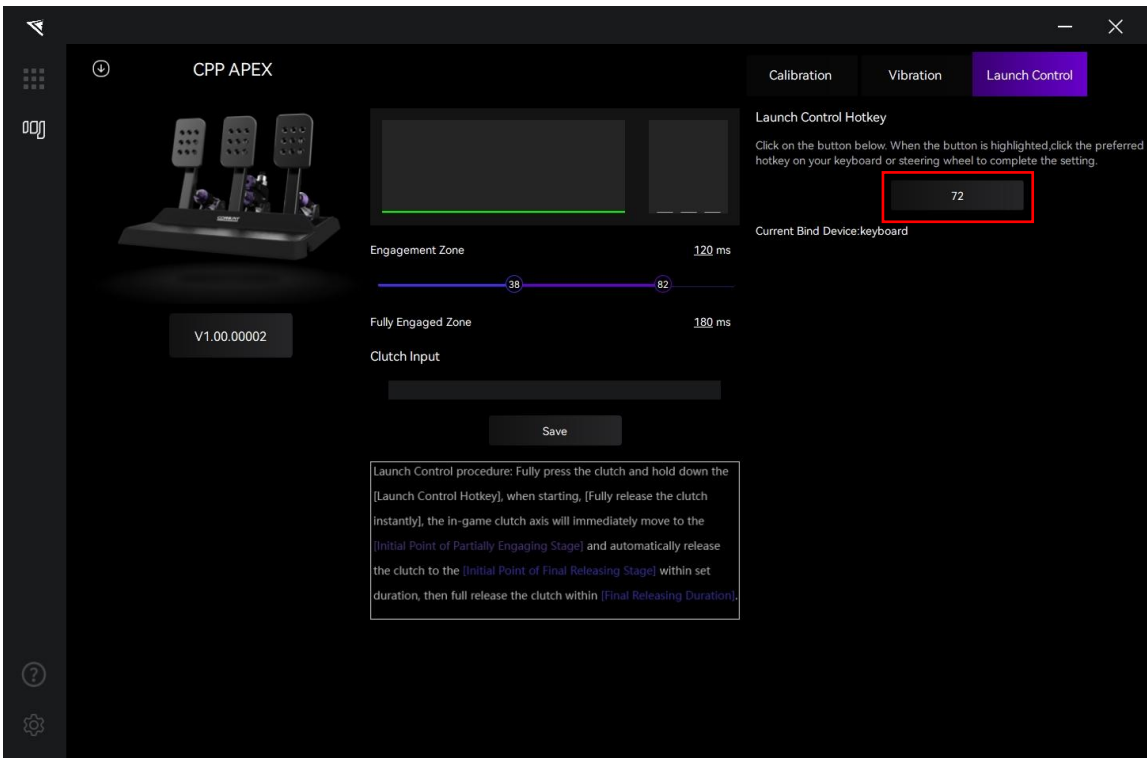 CPP APEX
V1.00.00002
Engagement Zone
120 ms
38
82
Fully Engaged Zone
180 ms
Clutch Input
Save
Launch Control procedure: Fully press the clutch and hold down the
[Launch Control Hotkey], when starting, [Fully release the clutch
instantly], the in-game clutch axis will immediately move to the
[Initial Point of Partially Engaging Stage] and automatically release
the clutch to the [Initial Point of Final Releasing Stage] within set
duration, then full release the clutch within [Final Releasing Duration].
Calibration
Vibration
Launch Control
Launch Control Hotkey
Click on the button below. When the button is highlighted,click the preferred
hotkey on your keyboard or steering wheel to complete the setting.
72
Current Bind Device:keyboard